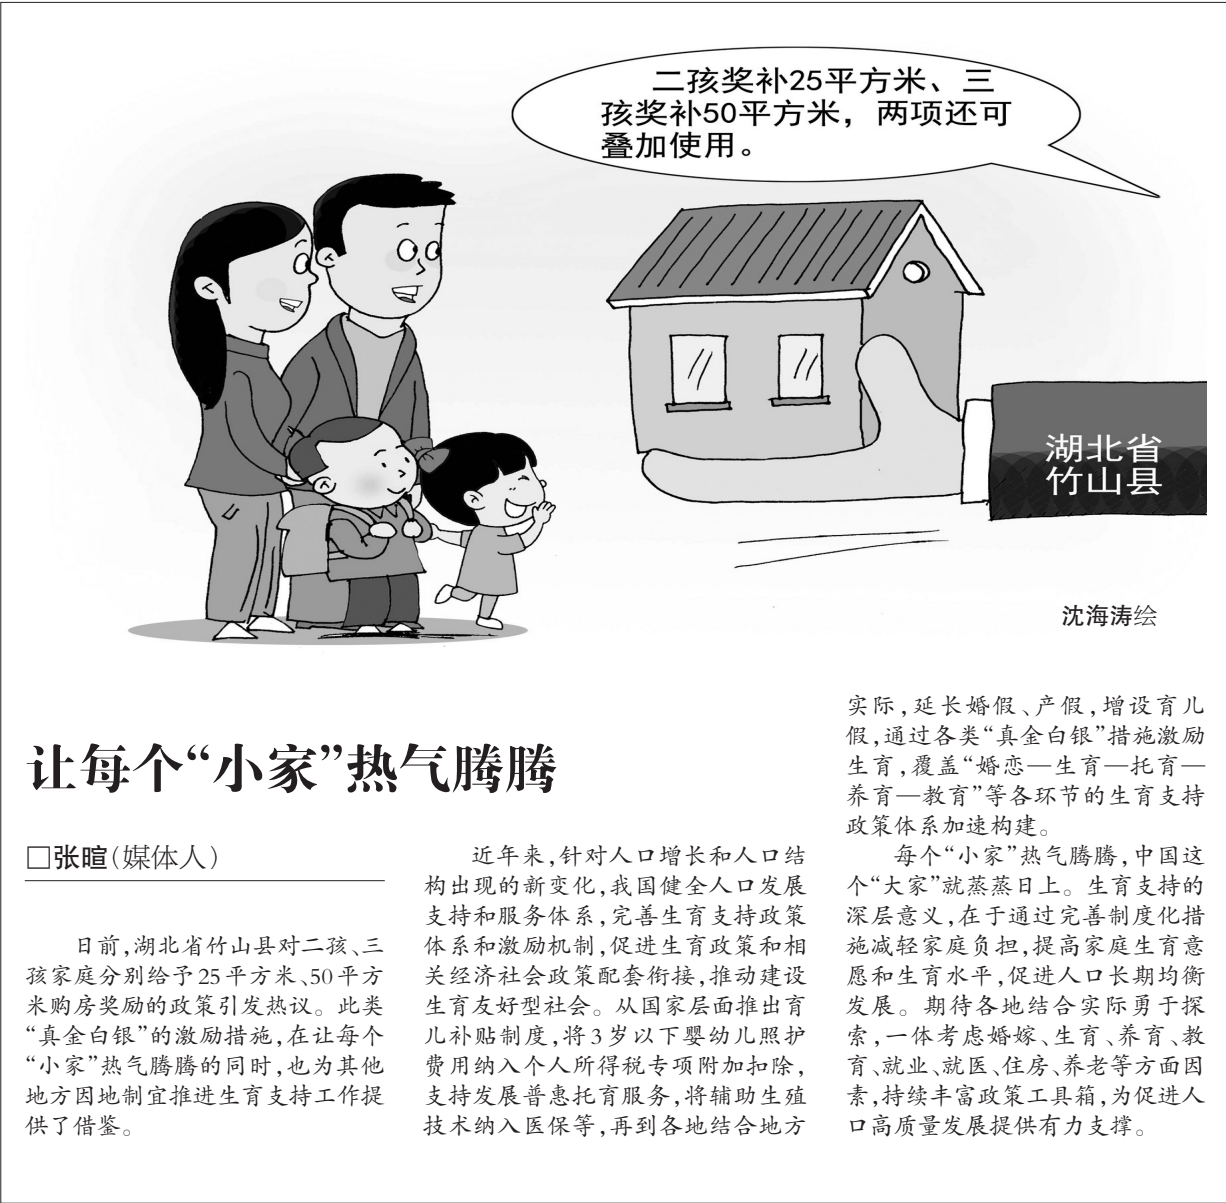 二孩奖补25平方米、三
孩奖补50平方米，两项还可
叠加使用。
湖北省
竹山县
沈海涛绘
让每个“小家”热气腾腾
□张暄(媒体人)
日前,湖北省竹山县对二孩、三
孩家庭分别给予25平方米、50平方
米购房奖励的政策引发热议。此类
“真金白银”的激励措施,在让每个
“小家”热气腾腾的同时,也为其他
地方因地制宜推进生育支持工作提
供了借鉴。
近年来,针对人口增长和人口结
构出现的新变化,我国健全人口发展
支持和服务体系,完善生育支持政策
体系和激励机制,促进生育政策和相
关经济社会政策配套衔接,推动建设
生育友好型社会。从国家层面推出育
儿补贴制度,将3岁以下婴幼儿照护
费用纳入个人所得税专项附加扣除,
支持发展普惠托育服务,将辅助生殖
技术纳入医保等,再到各地结合地方
实际,延长婚假、产假,增设育儿
假,通过各类“真金白银”措施激励
生育,覆盖“婚恋—生育—托育—
养育—教育”等各环节的生育支持
政策体系加速构建。
每个“小家”热气腾腾,中国这
个“大家”就蒸蒸日上。生育支持的
深层意义,在于通过完善制度化措
施减轻家庭负担,提高家庭生育意
愿和生育水平,促进人口长期均衡
发展。期待各地结合实际勇于探
索,一体考虑婚嫁、生育、养育、教
育、就业、就医、住房、养老等方面因
素,持续丰富政策工具箱,为促进人
口高质量发展提供有力支撑。